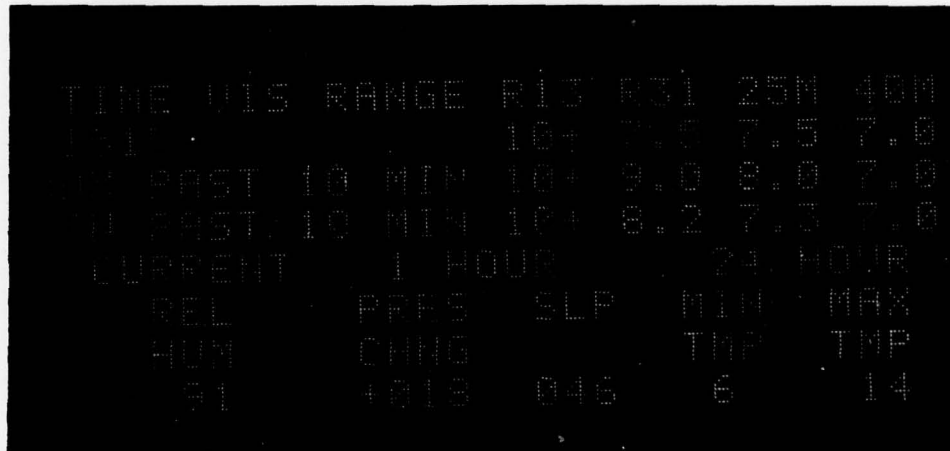 TIME VIS RANGE R13 R31 25M 40M
10+ 7.5 7.5 7.0
PAST 10 MIN 10+ 9.0 8.0 7.0
PAST 10 MIN 10+ 8.2 7.3 7.0
CURRENT 1 HOUR 24 HOUR
REL PRES SLP MIN MAX
HUM CHNG TMP TMP
91 +018 046 6 14